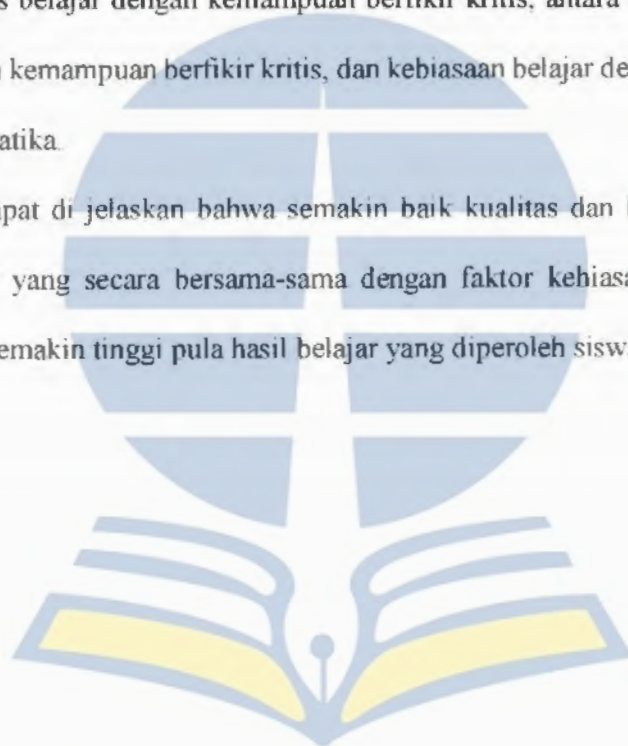 s belajar dengan kemampuan berfikir kritis, antara
kemampuan berfikir kritis, dan kebiasaan belajar de
atika.
pat di jelaskan bahwa semakin baik kualitas dan
yang secara bersama-sama dengan faktor kebiasa
emakin tinggi pula hasil belajar yang diperoleh sisw